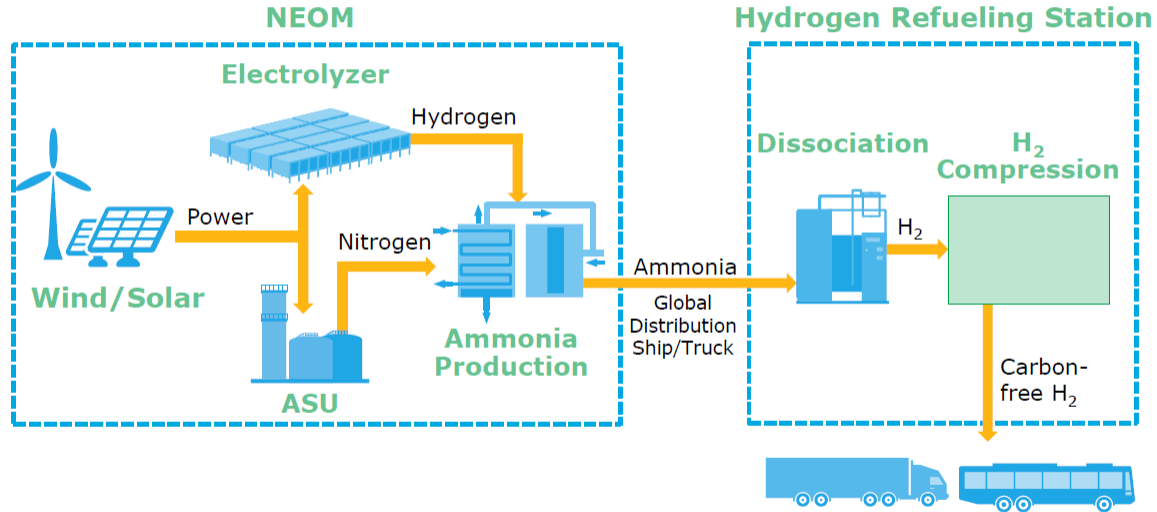 NEOM
Hydrogen Refueling Station
Electrolyzer
Hydrogen
Power
Nitrogen
Wind/Solar
Ammonia
Production
ASU
Ammonia
Global
Distribution
Ship/Truck
Dissociation
H₂
H₂
Compression
Carbon-
free H₂